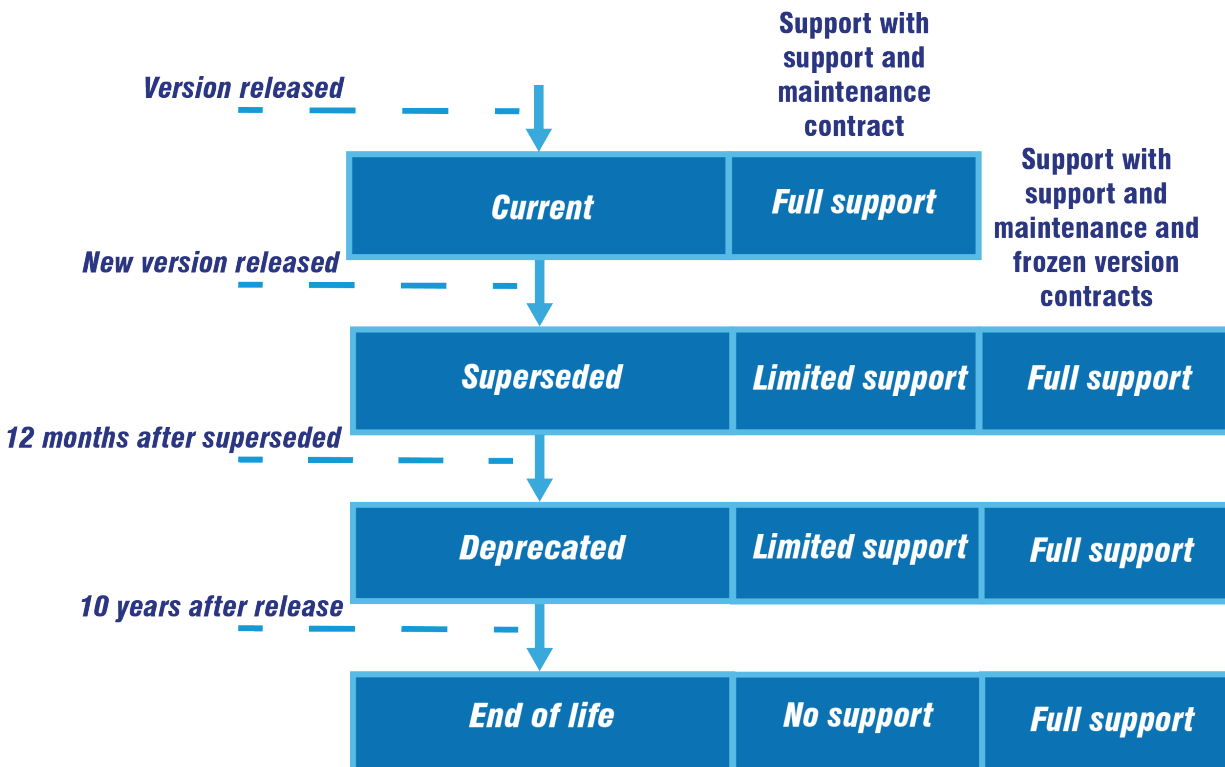 Support with
support and
maintenance
contract
Version released
Support with
support and
maintenance and
frozen version
contracts
Current
Full support
New version released
Superseded
Limited support
Full support
12 months after superseded
Deprecated
Limited support
Full support
10 years after release
End of life
No support
Full support